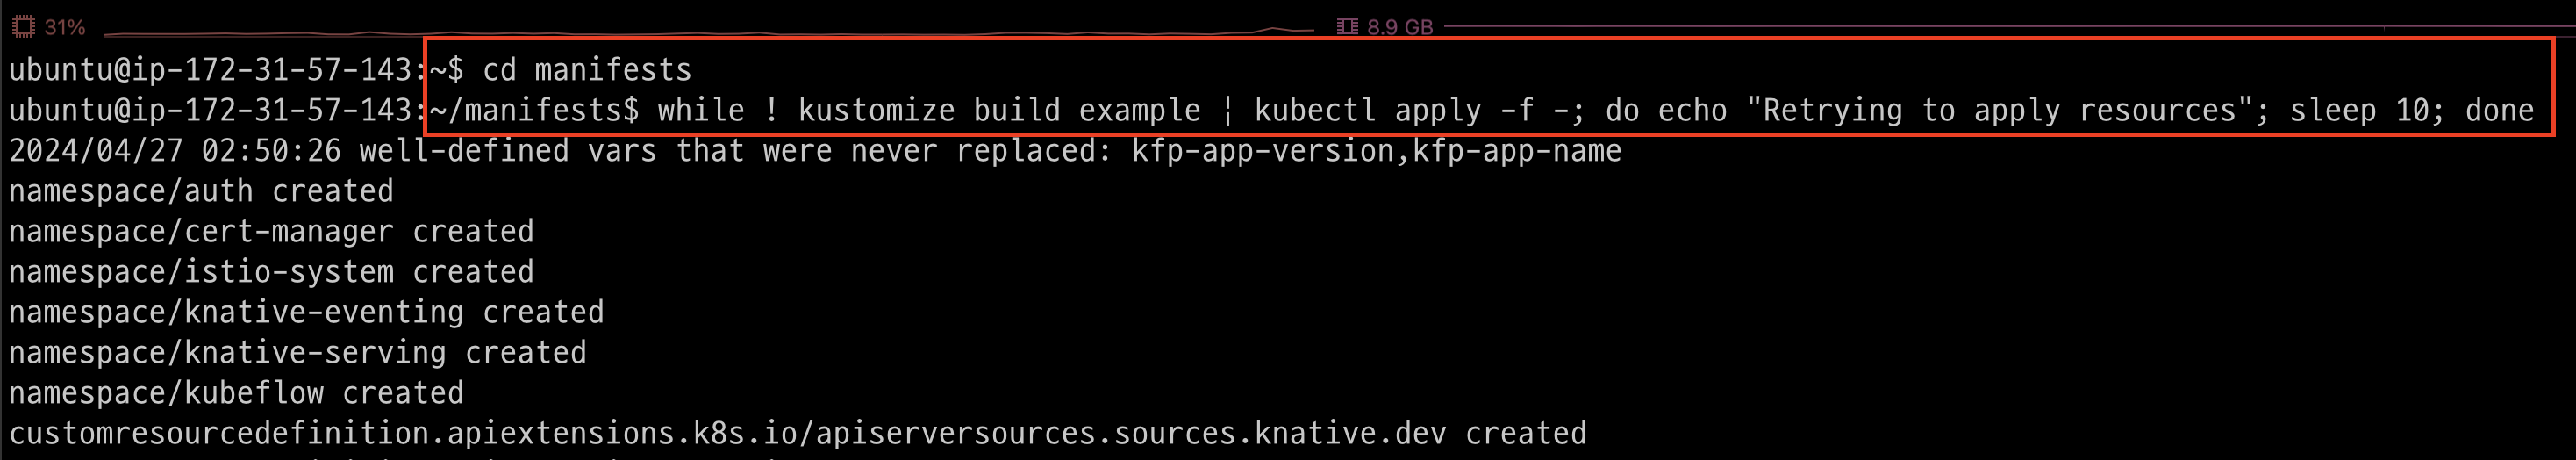 31% 8.9 GB
ubuntu@ip-172-31-57-143:~$ cd manifests
ubuntu@ip-172-31-57-143:~/manifests$ while ! kustomize build example | kubectl apply -f -; do echo "Retrying to apply resources"; sleep 10; done
2024/04/27 02:50:26 well-defined vars that were never replaced: kfp-app-version,kfp-app-name
namespace/auth created
namespace/cert-manager created
namespace/istio-system created
namespace/knative-eventing created
namespace/knative-serving created
namespace/kubeflow created
customresourcedefinition.apiextensions.k8s.io/apiserversources.sources.knative.dev created